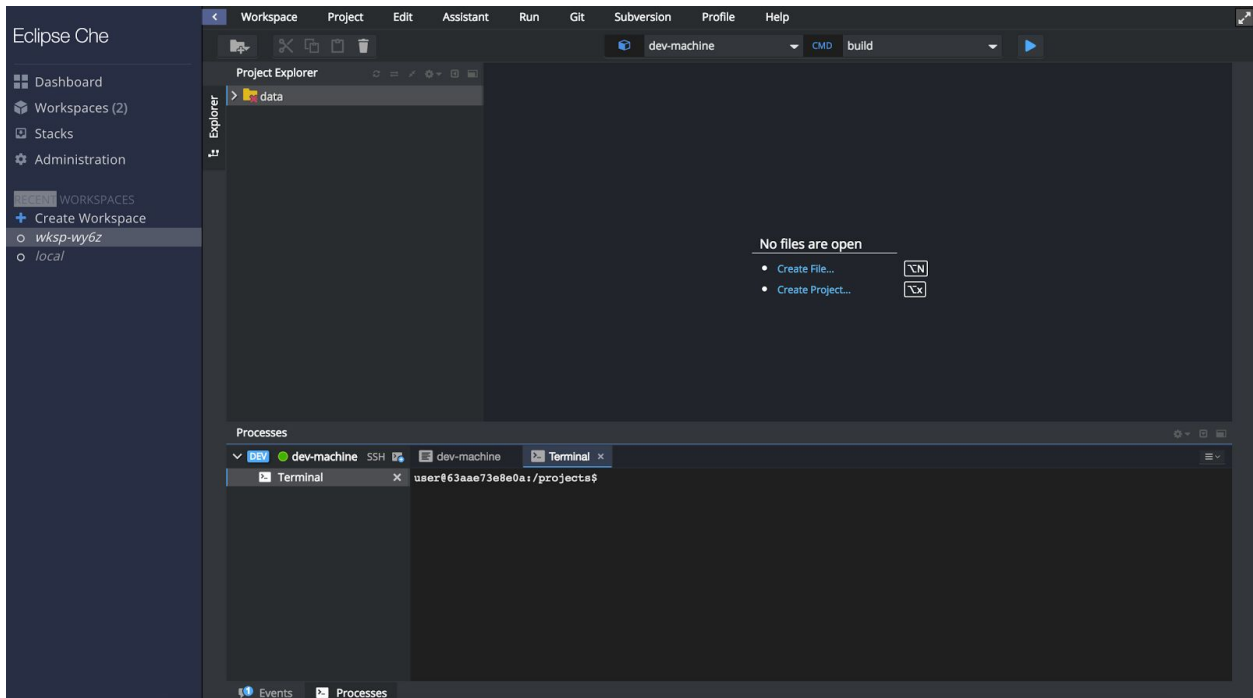 Eclipse Che
Dashboard
Workspaces (2)
Stacks
Administration
RECENT WORKSPACES
Create Workspace
wksp-wy6z
local
Workspace Project Edit Assistant Run Git Subversion Profile Help
dev-machine CMD build
Project Explorer
Explorer
data
No files are open
Create File... ⌥N
Create Project... ⌥x
Processes
DEV dev-machine SSH dev-machine Terminal ×
Terminal × user@63aae73e8e0a:/projects$
1 Events Processes